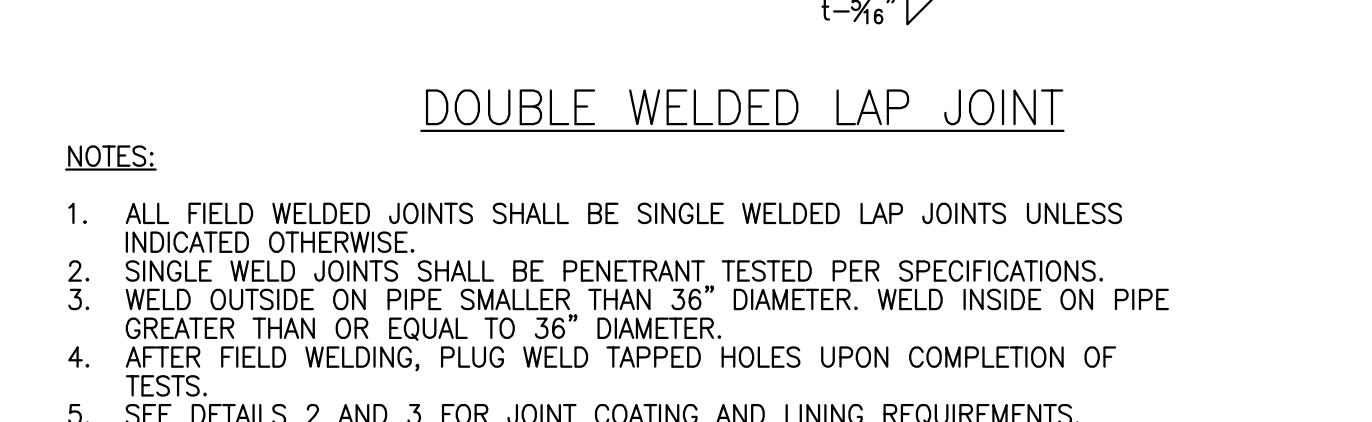 t-5/16"
DOUBLE WELDED LAP JOINT
NOTES:
1. ALL FIELD WELDED JOINTS SHALL BE SINGLE WELDED LAP JOINTS UNLESS
INDICATED OTHERWISE.
2. SINGLE WELD JOINTS SHALL BE PENETRANT TESTED PER SPECIFICATIONS.
3. WELD OUTSIDE ON PIPE SMALLER THAN 36” DIAMETER. WELD INSIDE ON PIPE
GREATER THAN OR EQUAL TO 36” DIAMETER.
4. AFTER FIELD WELDING, PLUG WELD TAPPED HOLES UPON COMPLETION OF
TESTS.
5. SEE DETAILS 2 AND 3 FOR JOINT COATING AND LINING REQUIREMENTS.